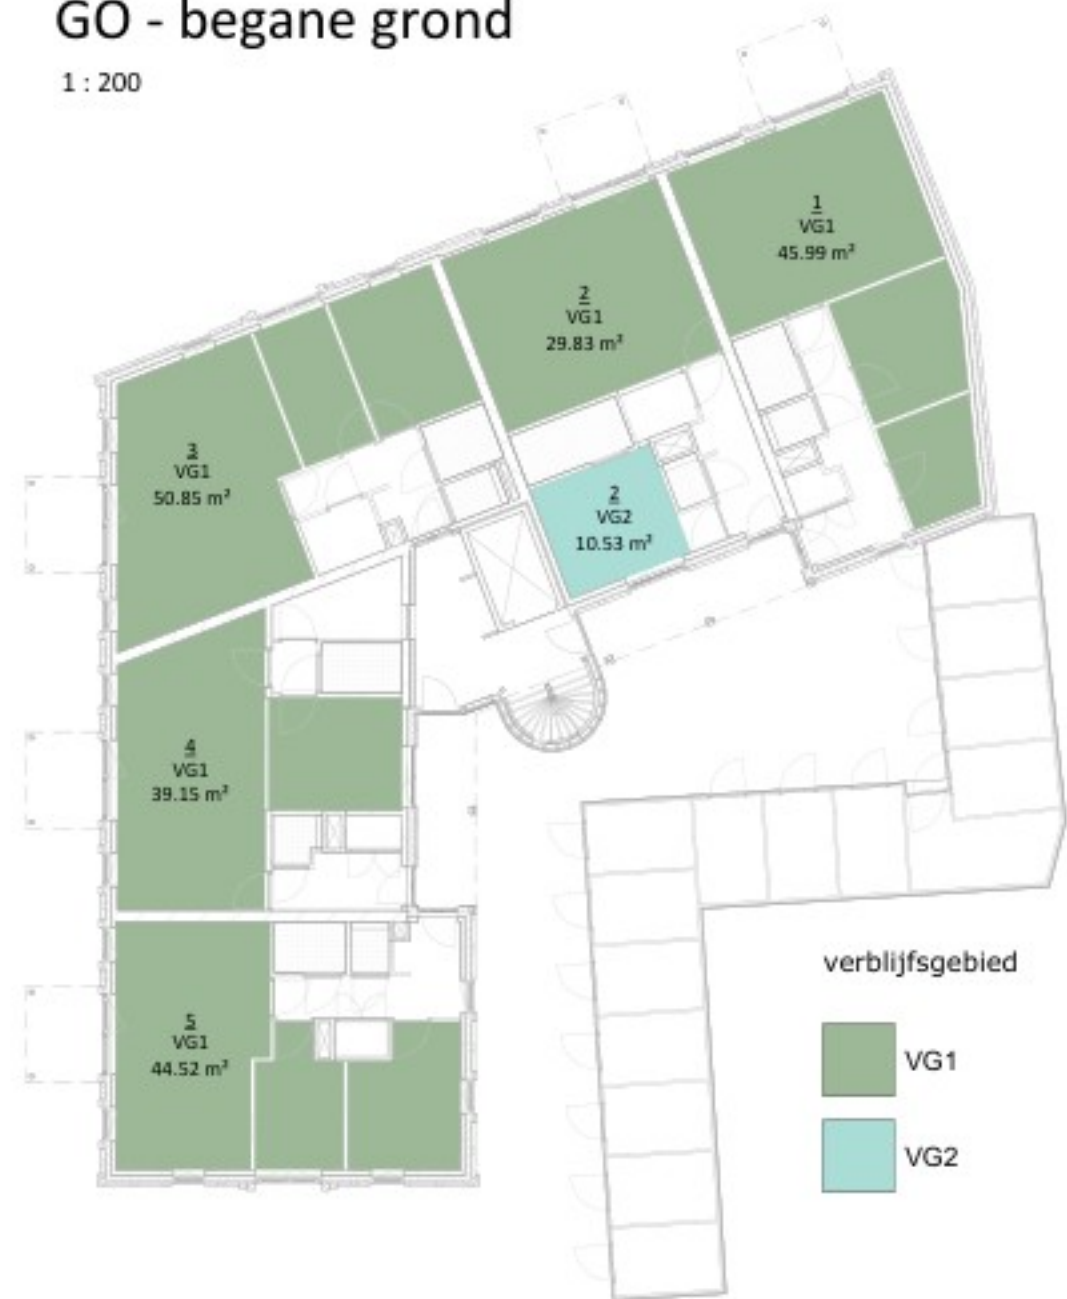 GO - begane grond
1 : 200
1
VG1
45.99 m²
2
VG1
29.83 m²
3
VG1
50.85 m²
2
VG2
10.53 m²
4
VG1
39.15 m²
5
VG1
44.52 m²
verblijfsgebied
VG1
VG2